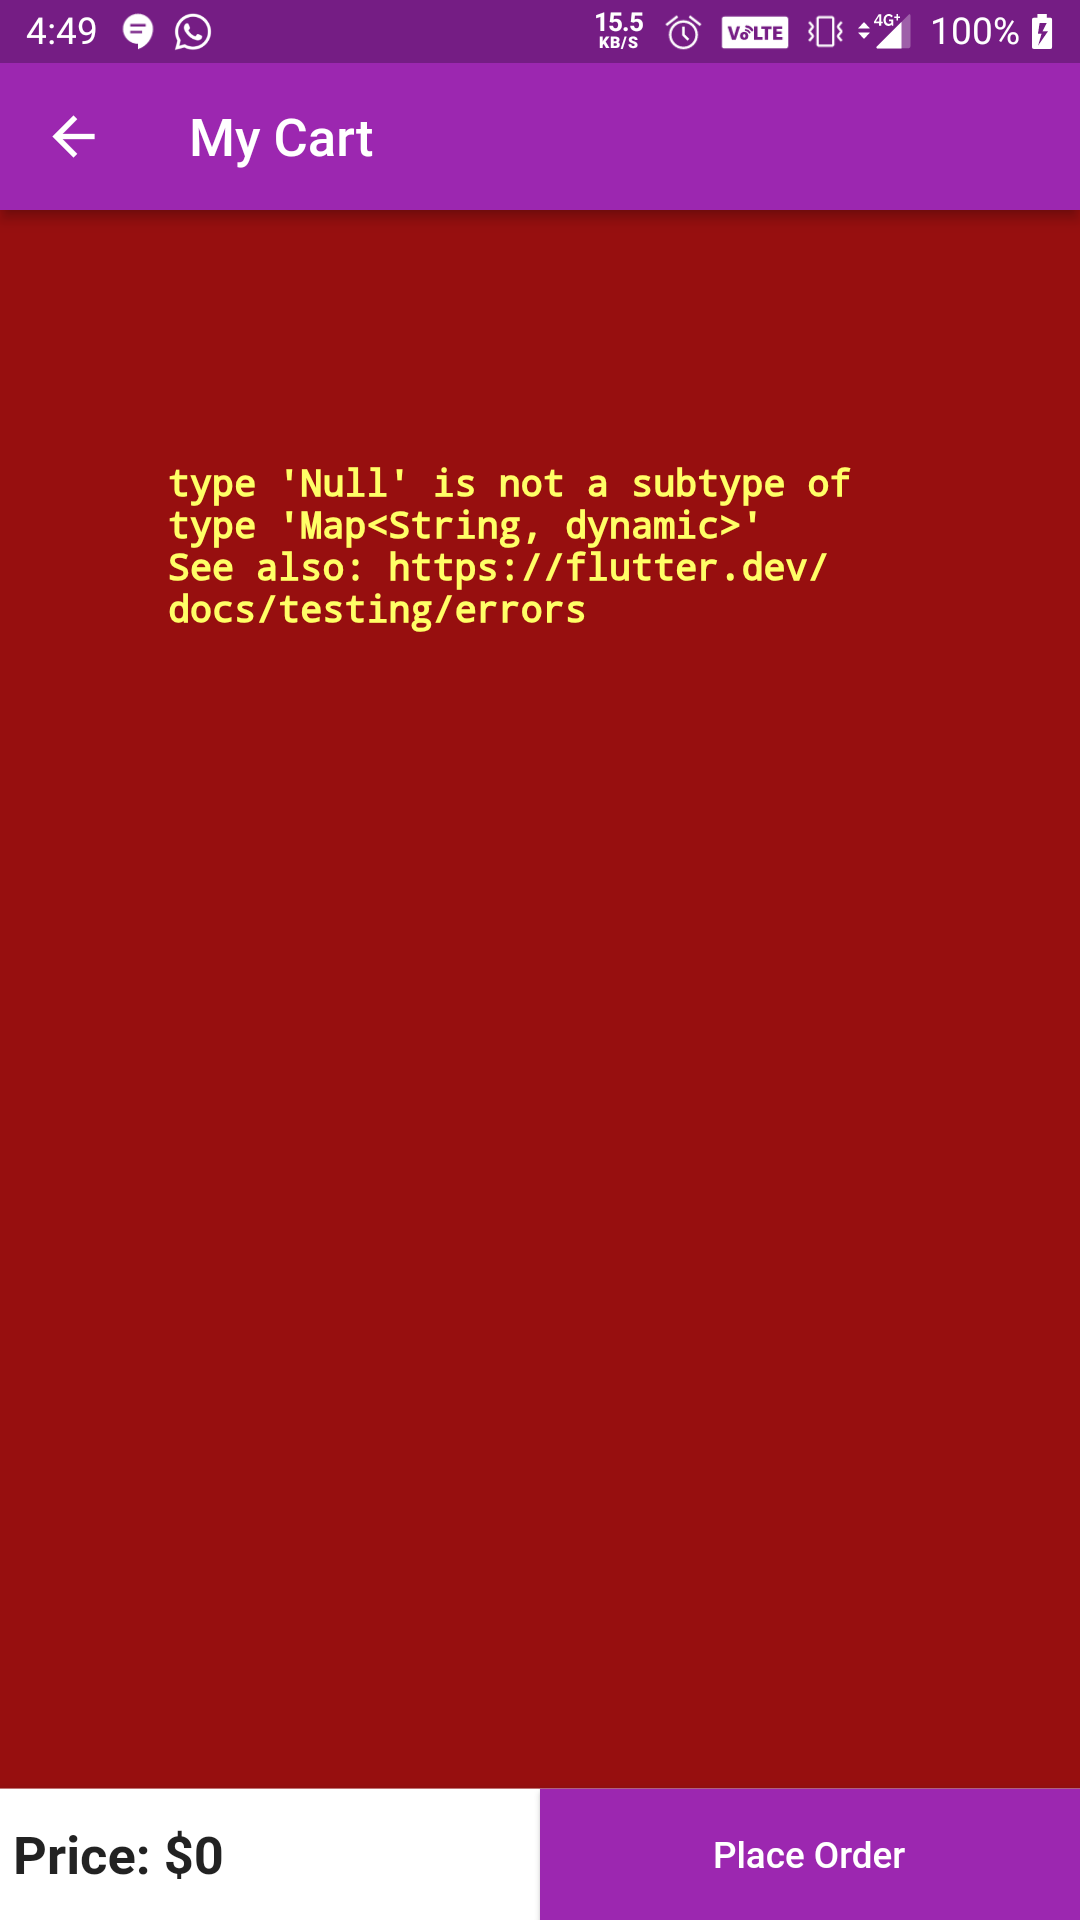 4:49 15.5 KB/S VoLTE 4G+ 100%
My Cart
type 'Null' is not a subtype of
type 'Map<String, dynamic>'
See also: https://flutter.dev/
docs/testing/errors
Price: $0 Place Order